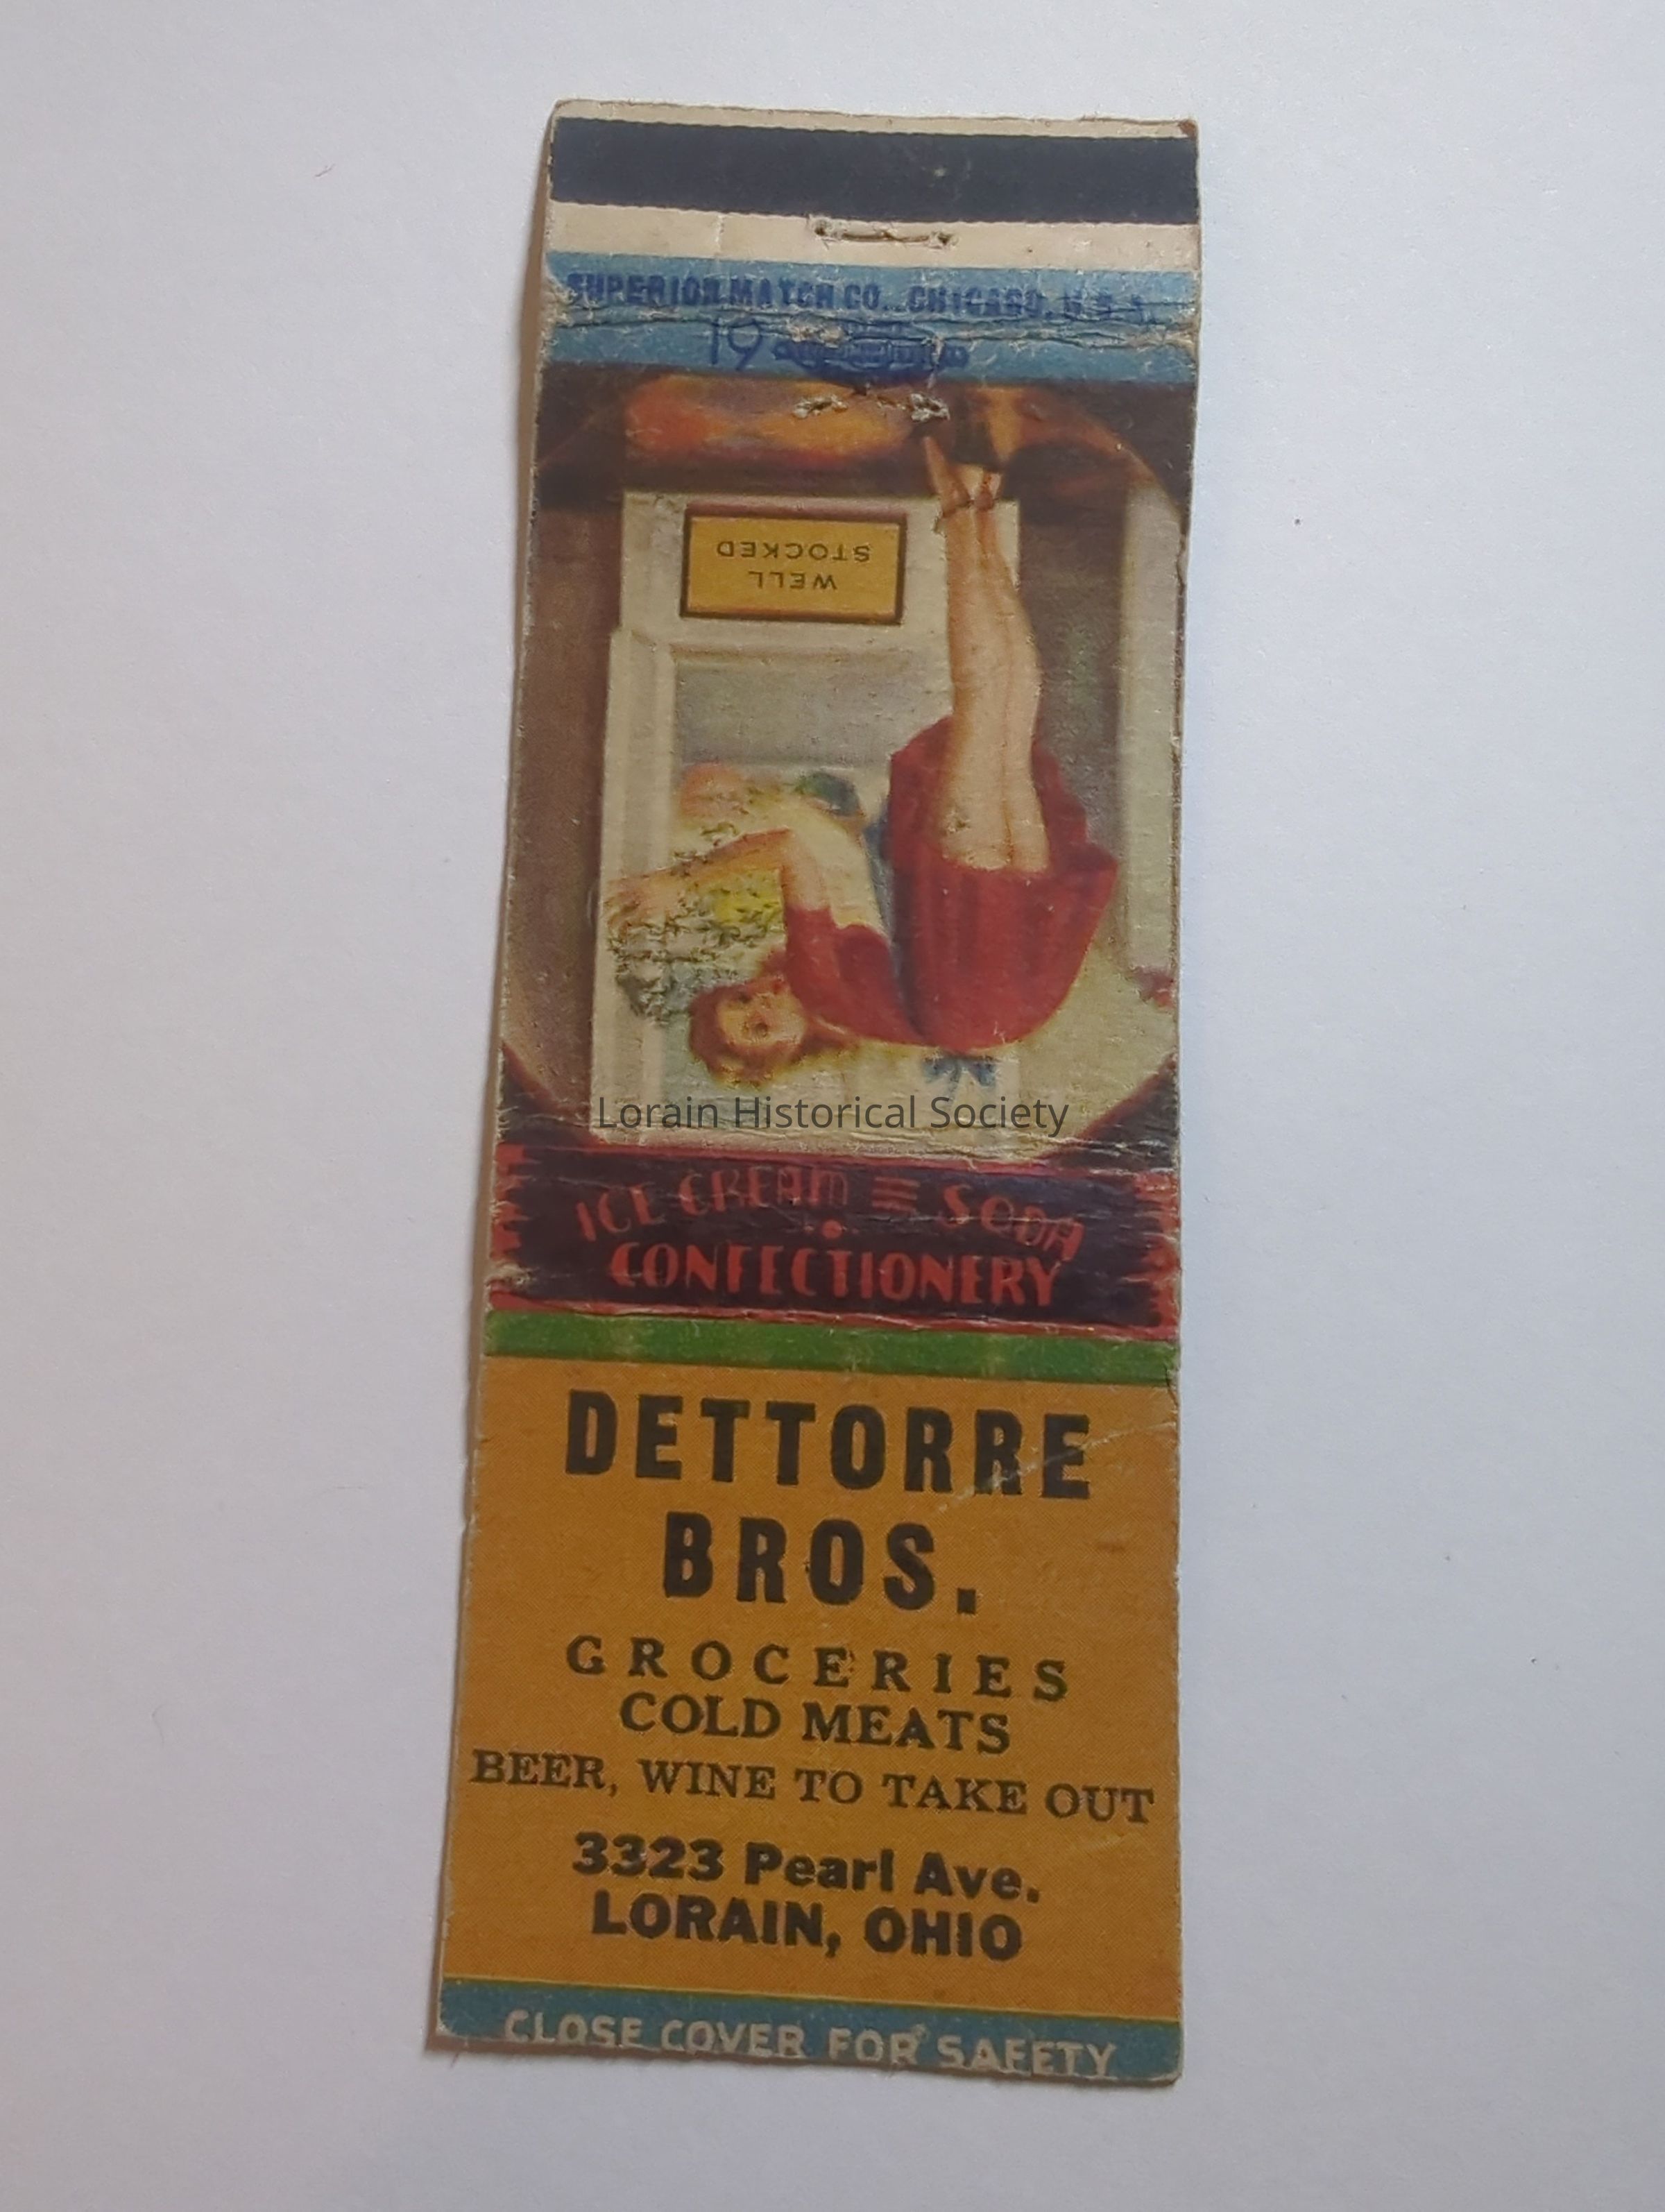 SUPERIOR MATCH CO., CHICAGO, U.S.A.
19
WELL
STOCKED
Lorain Historical Society
ICE CREAM SODA
CONFECTIONERY
DETTORRE
BROS.
GROCERIES
COLD MEATS
BEER, WINE TO TAKE OUT
3323 Pearl Ave.
LORAIN, OHIO
CLOSE COVER FOR SAFETY